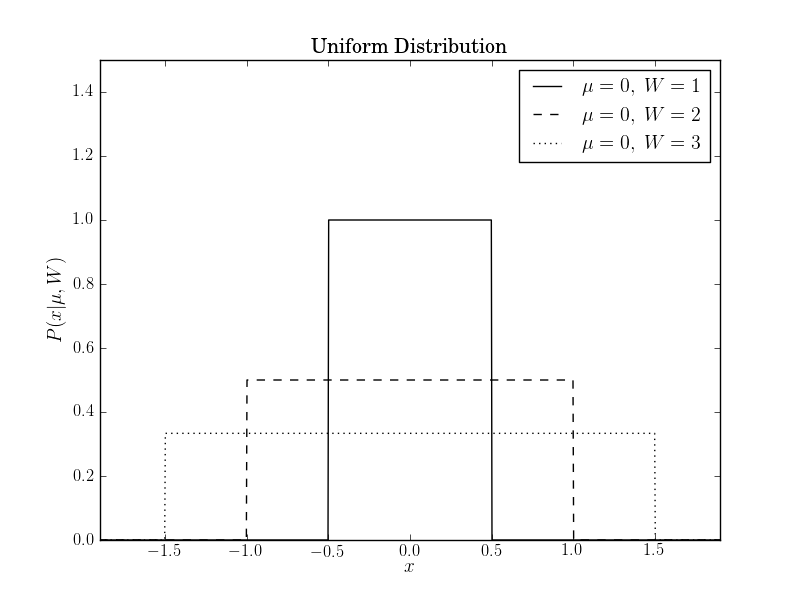 Uniform Distribution
μ = 0, W = 1
μ = 0, W = 2
μ = 0, W = 3
P(x|μ, W)
1.4
1.2
1.0
0.8
0.6
0.4
0.2
0.0
−1.5 −1.0 −0.5 0.0 0.5 1.0 1.5
x